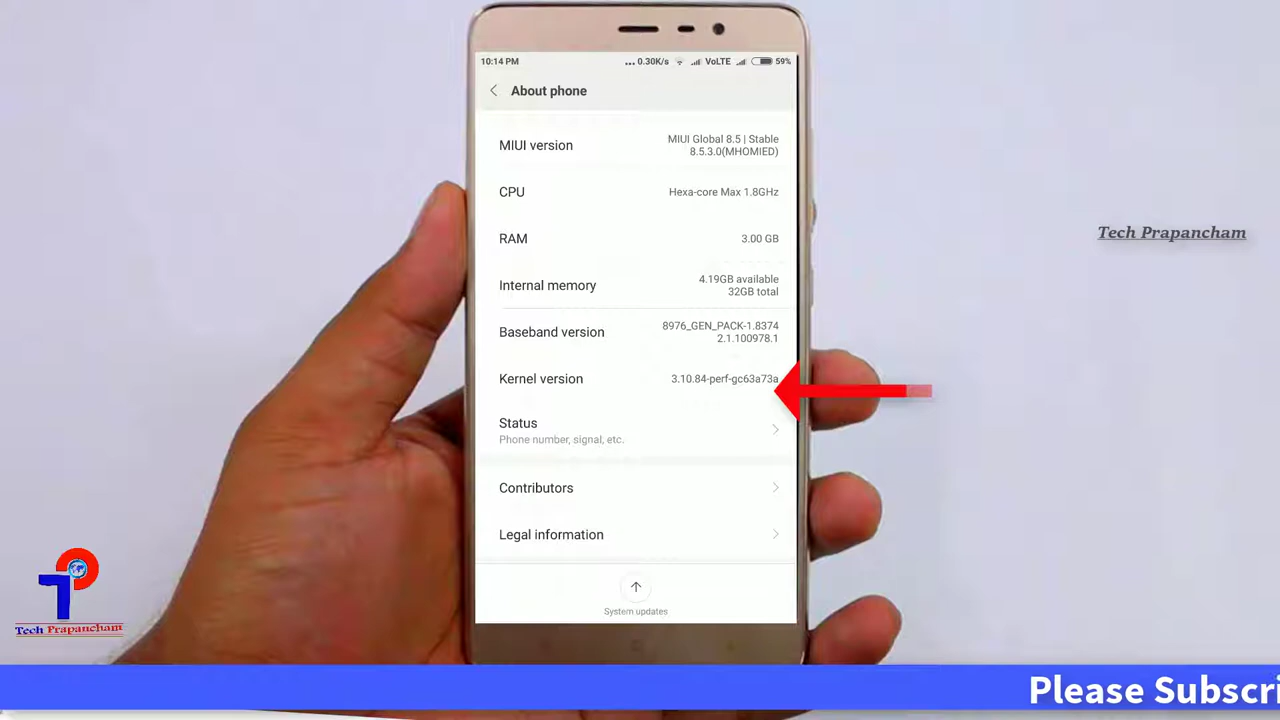 10:14 PM
... 0.30K/s VoLTE 59%
About phone
MIUI version
MIUI Global 8.5 | Stable
8.5.3.0(MHOMIED)
CPU
Hexa-core Max 1.8GHz
RAM
3.00 GB
Internal memory
4.19GB available
32GB total
Baseband version
8976_GEN_PACK-1.8374
2.1.100978.1
Kernel version
3.10.84-perf-gc63a73a
Status
Phone number, signal, etc.
Contributors
Legal information
System updates
Tech Prapancham
Tech Prapancham
Please Subscri